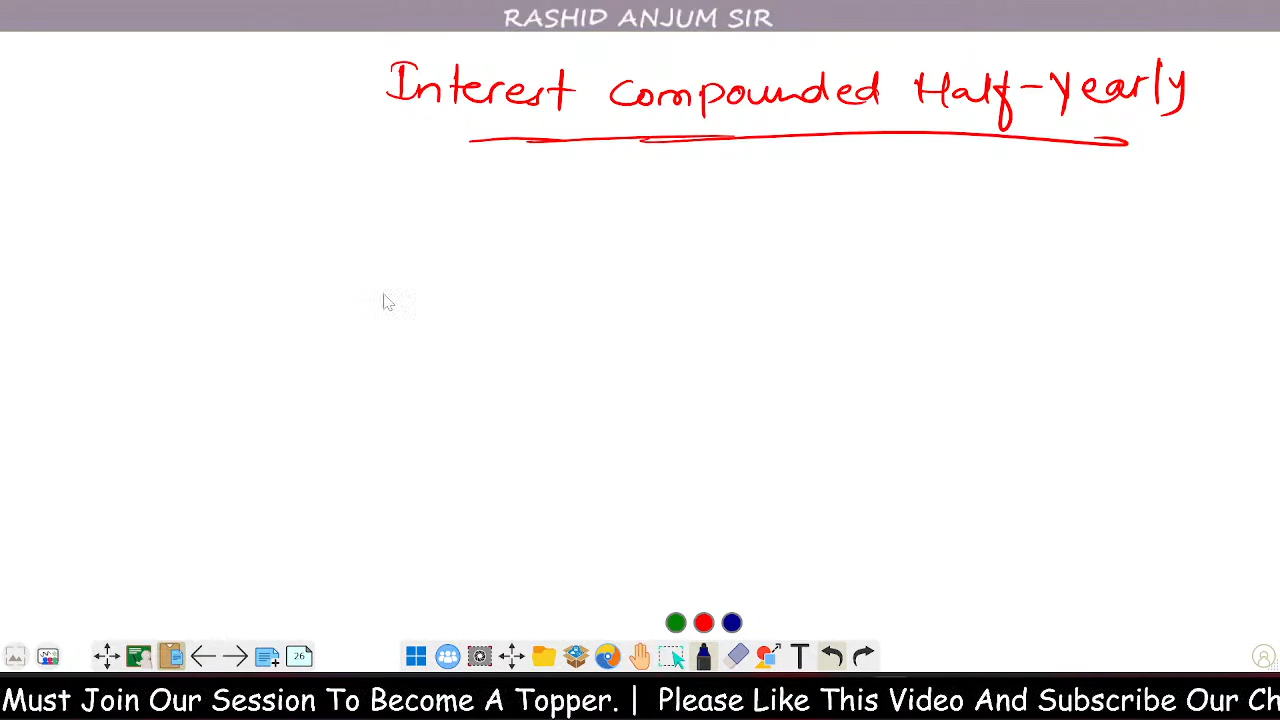 RASHID ANJUM SIR
Interest compounded Half-Yearly
26
T
Must Join Our Session To Become A Topper. | Please Like This Video And Subscribe Our Ch